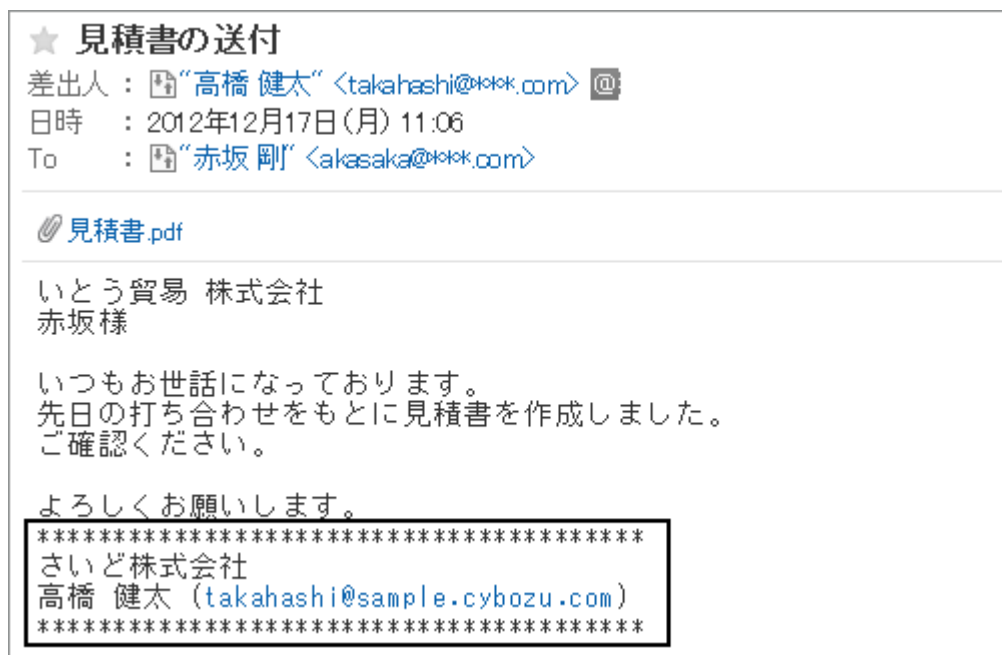 ★ 見積書の送付
差出人 : "高橋 健太" <takahashi@***.com> @
日時 : 2012年12月17日(月) 11:06
To : "赤坂 剛" <akasaka@***.com>
見積書.pdf
いとう貿易 株式会社
赤坂様
いつもお世話になっております。
先日の打ち合わせをもとに見積書を作成しました。
ご確認ください。
よろしくお願いします。
****************************************
さいど株式会社
高橋 健太 (takahashi@sample.cybozu.com)
****************************************